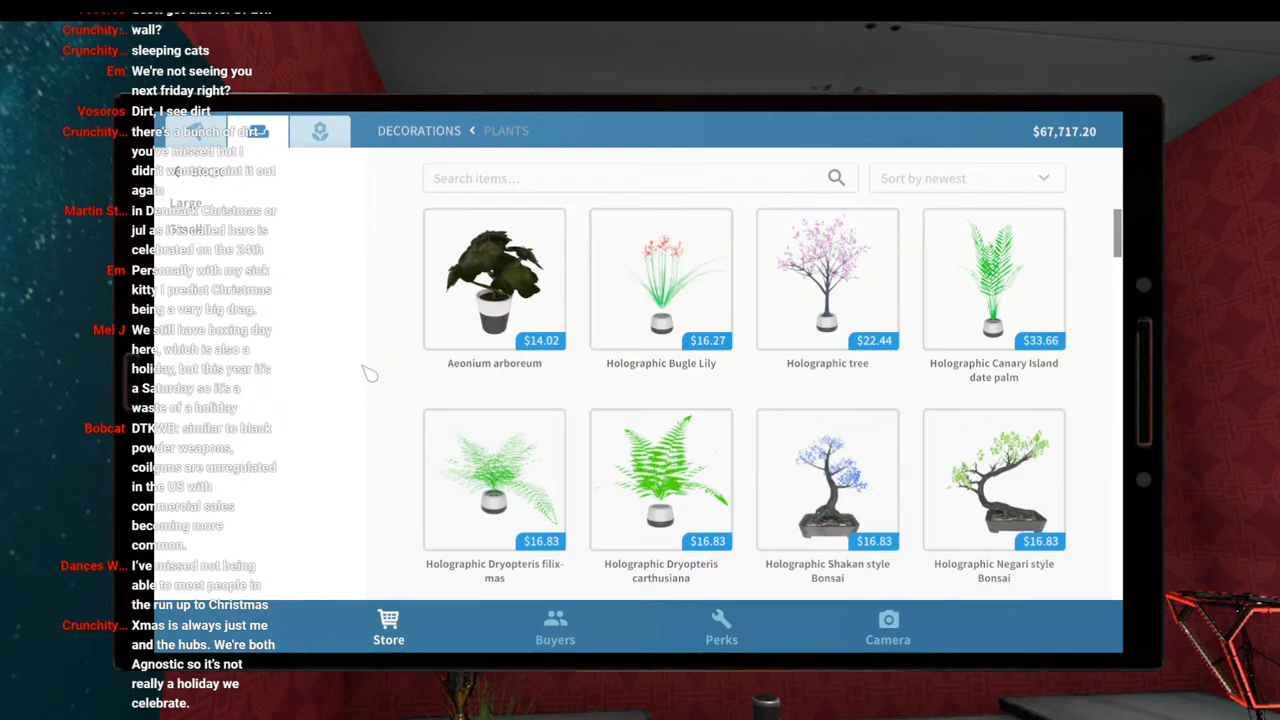 Crunchity:.. wall?
Crunchity... sleeping cats
Em We're not seeing you
next friday right?
Vosoros Dirt, I see dirt
Crunchity... there's a bunch of dirt
you've missed but I
didn't want to point it out
again
Martin St... in Denmark Christmas or
jul as it is called here is
celebrated on the 24th
Em Personally with my sick
kitty I predict Christmas
being a very big drag.
Mel J We still have boxing day
here, which is also a
holiday, but this year it's
a Saturday so it's a
waste of a holiday
Bobcat DTKWB: similar to black
powder weapons,
coilguns are unregulated
in the US with
commercial sales
becoming more
common.
Dances W... I've missed not being
able to meet people in
the run up to Christmas
Crunchity... Xmas is always just me
and the hubs. We're both
Agnostic so it's not
really a holiday we
celebrate.
Large
DECORATIONS < PLANTS
$67,717.20
Search items...
Sort by newest
$14.02
$16.27
$22.44
$33.66
Aeonium arboreum
Holographic Bugle Lily
Holographic tree
Holographic Canary Island
date palm
$16.83
$16.83
$16.83
$16.83
Holographic Dryopteris filix-
mas
Holographic Dryopteris
carthusiana
Holographic Shakan style
Bonsai
Holographic Negari style
Bonsai
Store
Buyers
Perks
Camera